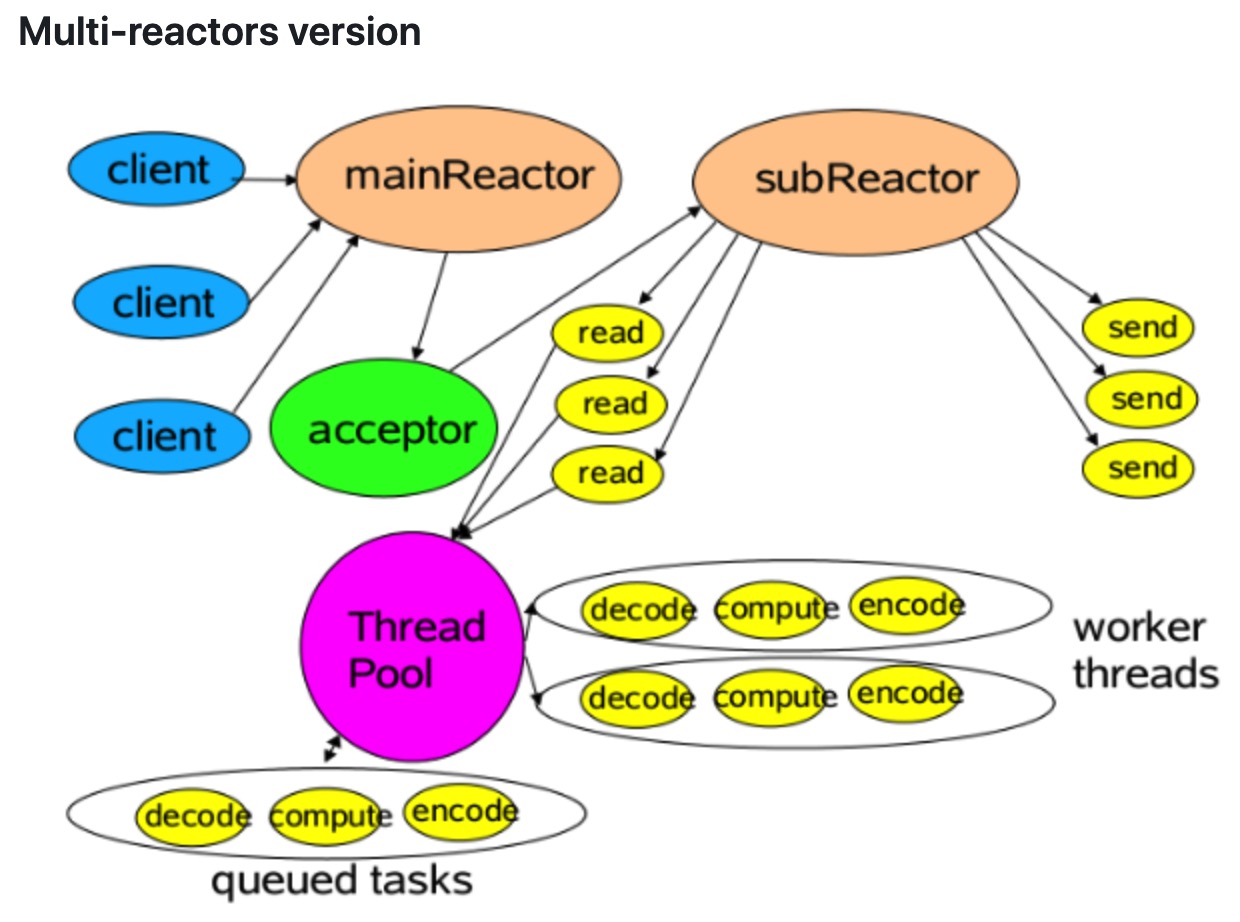 Multi-reactors version
client
mainReactor
subReactor
client
client
acceptor
read
read
read
send
send
send
Thread
Pool
decode compute encode
decode compute encode
worker
threads
decode compute encode
queued tasks